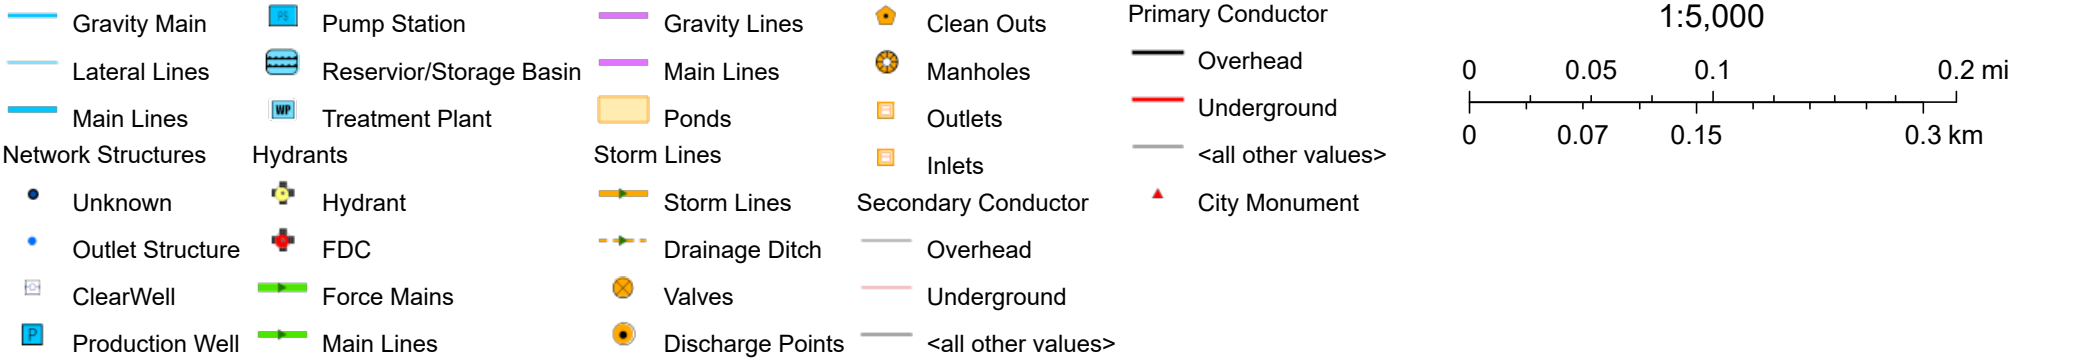 Gravity Main
Lateral Lines
Main Lines
Network Structures
Unknown
Outlet Structure
ClearWell
P
Production Well
PS
Pump Station
Reservior/Storage Basin
WP
Treatment Plant
Hydrants
Hydrant
FDC
Force Mains
Main Lines
Gravity Lines
Main Lines
Ponds
Storm Lines
Storm Lines
Drainage Ditch
Valves
Discharge Points
Clean Outs
Manholes
Outlets
Inlets
Secondary Conductor
Overhead
Underground
<all other values>
Primary Conductor
Overhead
Underground
<all other values>
City Monument
1:5,000
0 0.05 0.1 0.2 mi
0 0.07 0.15 0.3 km